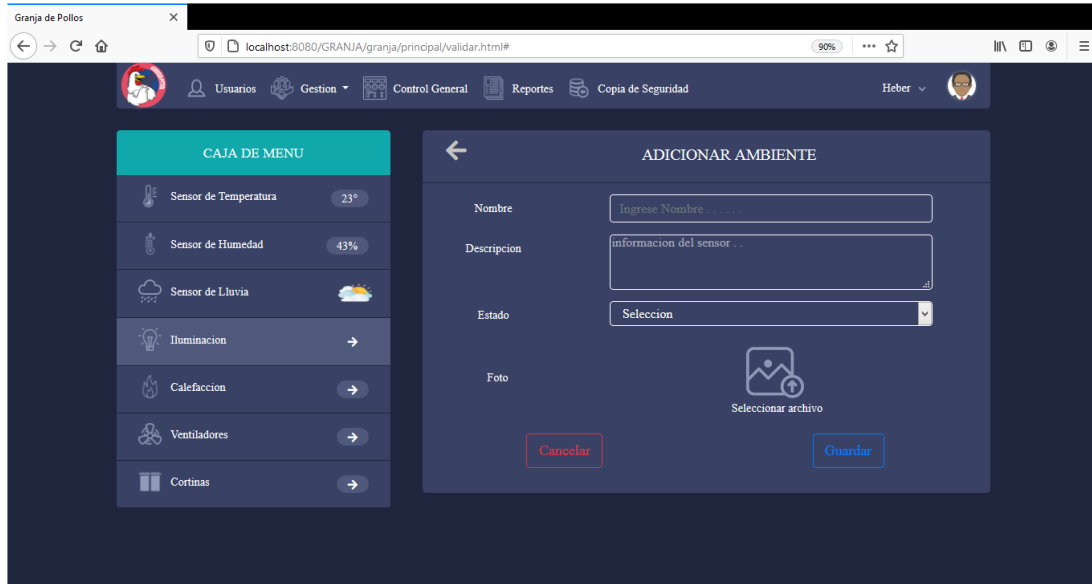 Granja de Pollos
localhost:8080/GRANJA/granja/principal/validar.html#
90%
Usuarios Gestion Control General Reportes Copia de Seguridad Heber
CAJA DE MENU
Sensor de Temperatura 23°
Sensor de Humedad 43%
Sensor de Lluvia
Iluminacion
Calefaccion
Ventiladores
Cortinas
ADICIONAR AMBIENTE
Nombre Ingrese Nombre . . . . . .
Descripcion informacion del sensor . .
Estado Seleccion
Foto
Seleccionar archivo
Cancelar Guardar